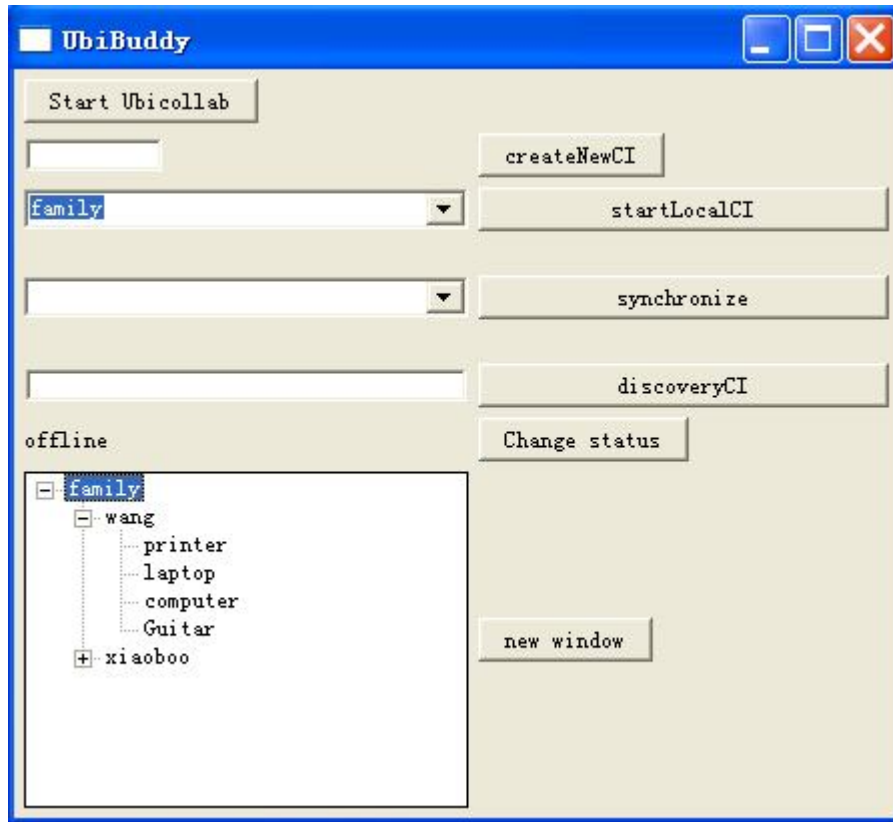 UbiBuddy
Start Ubicollab
createNewCI
family
startLocalCI
synchronize
discoveryCI
offline
Change status
family
wang
printer
laptop
computer
Guitar
new window
xiaoboo